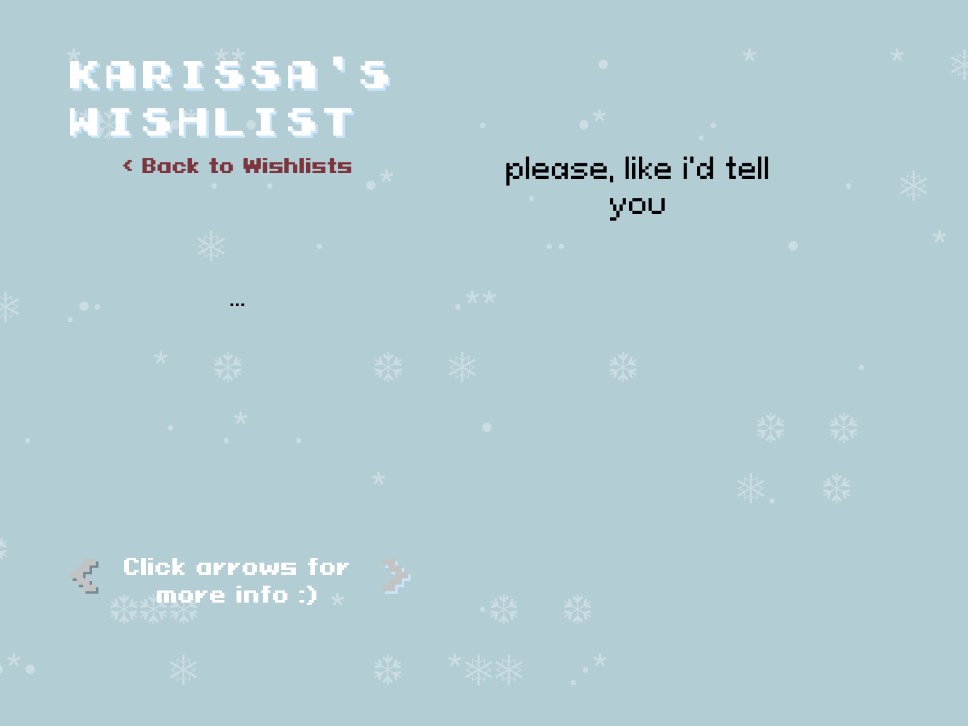 KARISSA'S
WISHLIST
< Back to Wishlists
...
Click arrows for
more info :)
please, like i'd tell
you